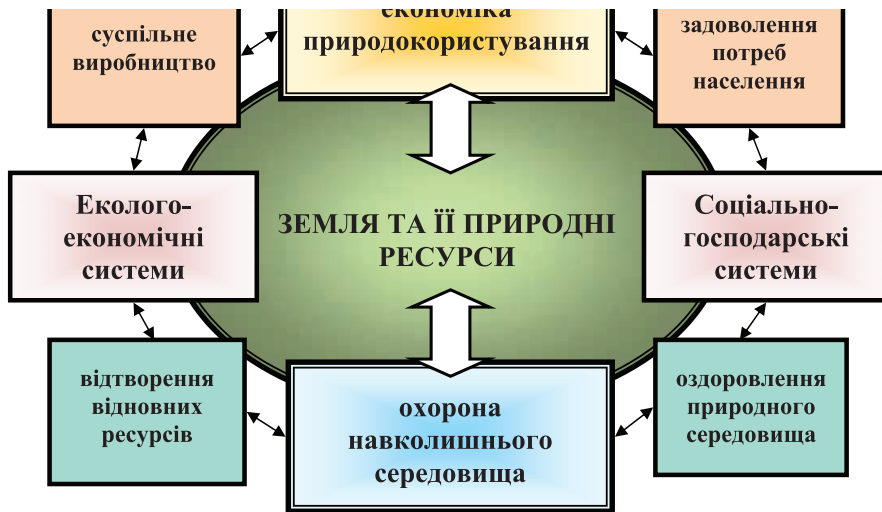 суспільне
виробництво
економіка
природокористування
задоволення
потреб
населення
Еколого-
економічні
системи
ЗЕМЛЯ ТА ЇЇ ПРИРОДНІ
РЕСУРСИ
Соціально-
господарські
системи
відтворення
відновних
ресурсів
охорона
навколишнього
середовища
оздоровлення
природного
середовища